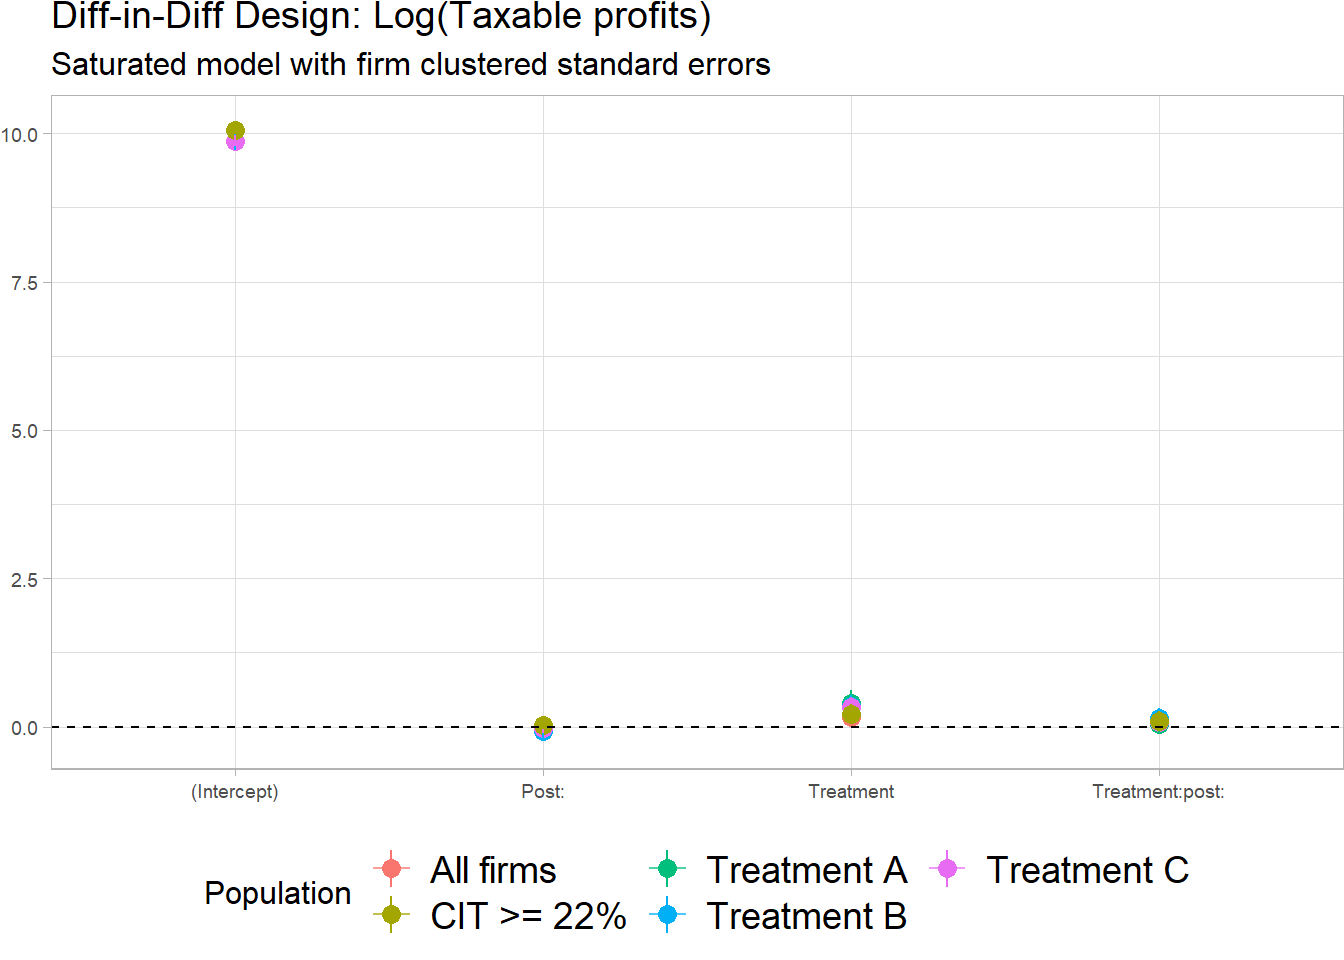 Diff-in-Diff Design: Log(Taxable profits)
Saturated model with firm clustered standard errors
10.0
7.5
5.0
2.5
0.0
(Intercept) Post: Treatment Treatment:post:
Population
All firms Treatment A Treatment C
CIT >= 22% Treatment B